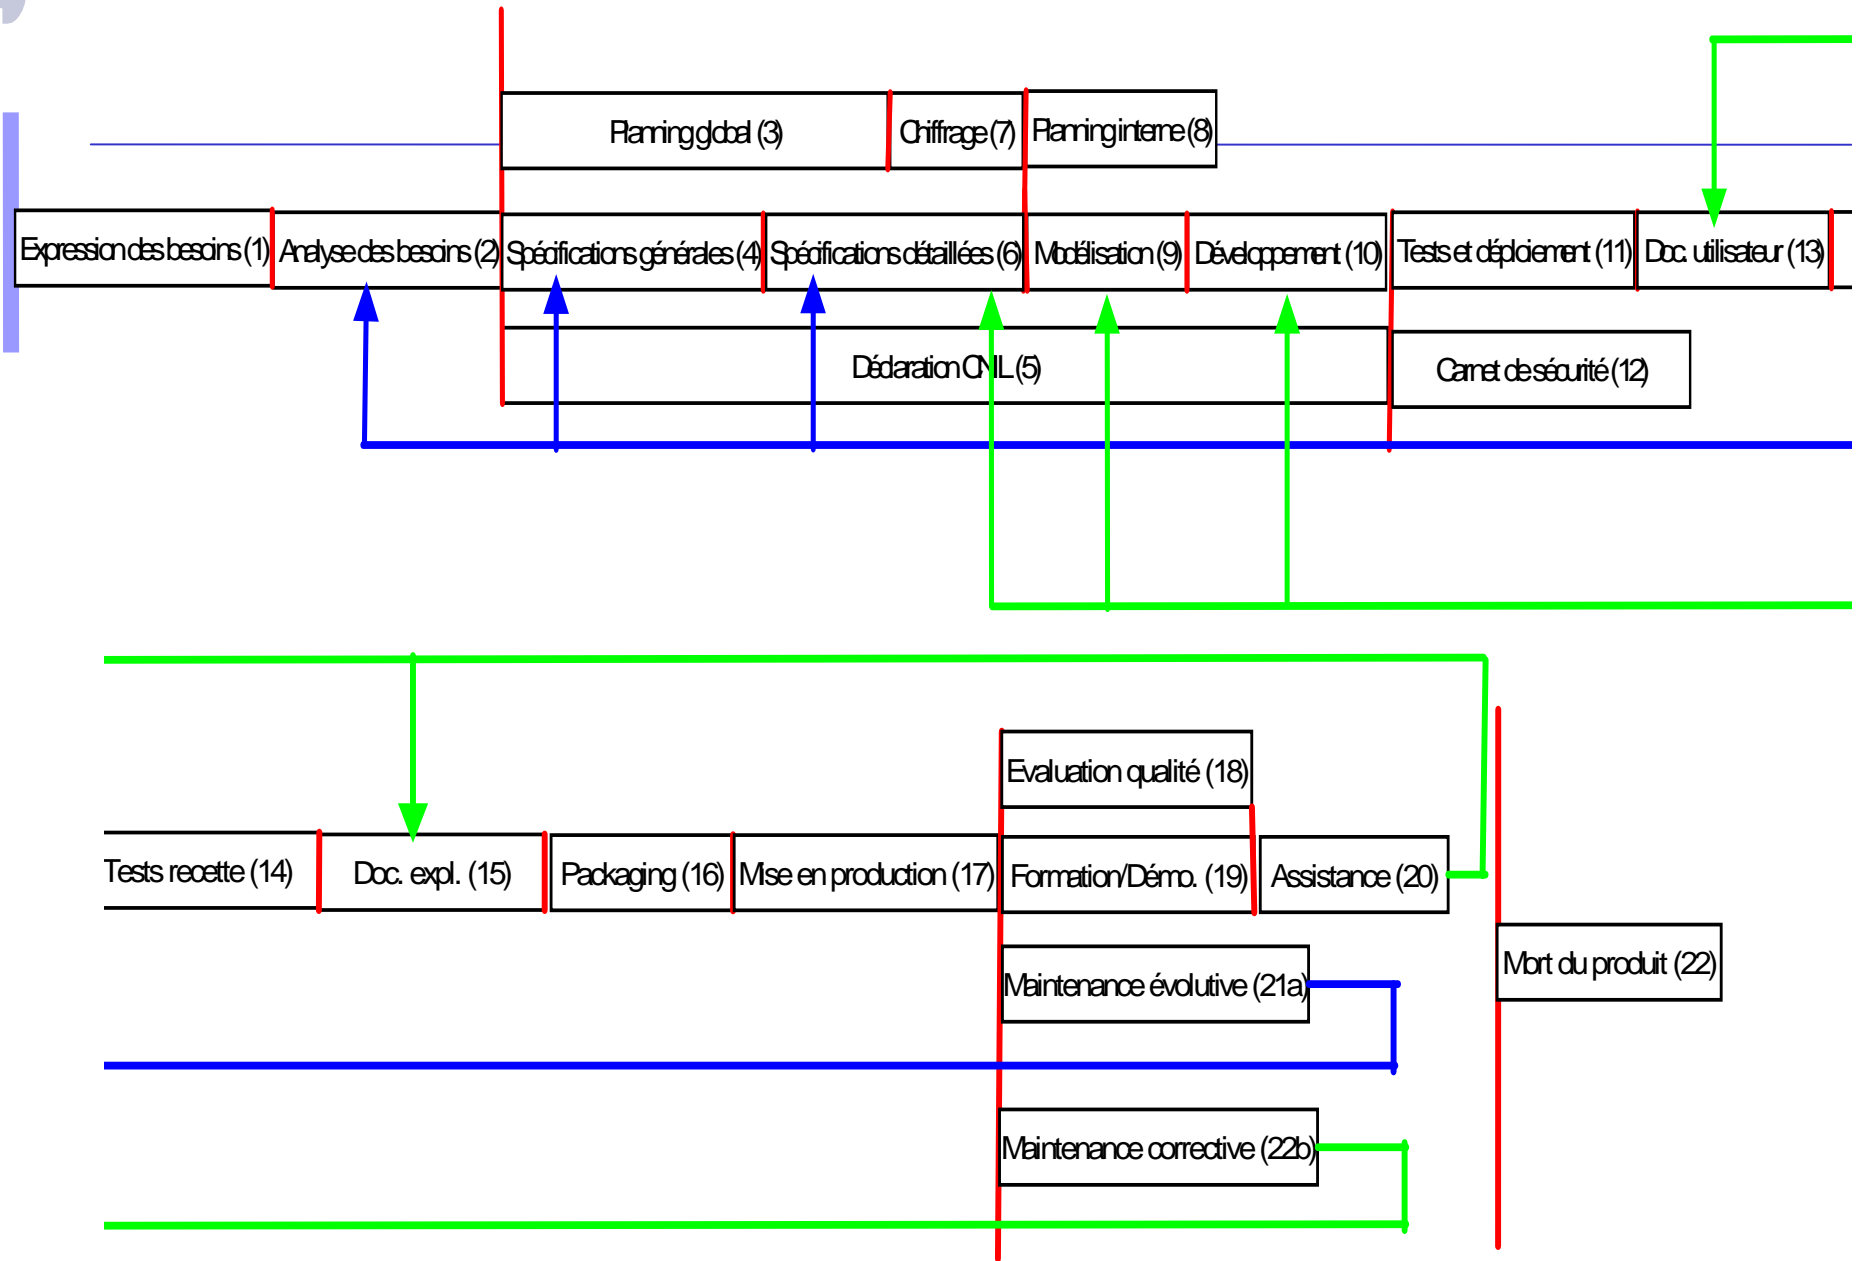 Planning global (3)
Chiffrage (7)
Planning interne (8)
Expression des besoins (1)
Analyse des besoins (2)
Spécifications générales (4)
Spécifications détaillées (6)
Modélisation (9)
Développement (10)
Tests et déploiement (11)
Doc. utilisateur (13)
Déclaration CNIL (5)
Carnet de sécurité (12)
Evaluation qualité (18)
Tests recette (14)
Doc. expl. (15)
Packaging (16)
Mise en production (17)
Formation/Démo. (19)
Assistance (20)
Mort du produit (22)
Maintenance évolutive (21a)
Maintenance corrective (22b)